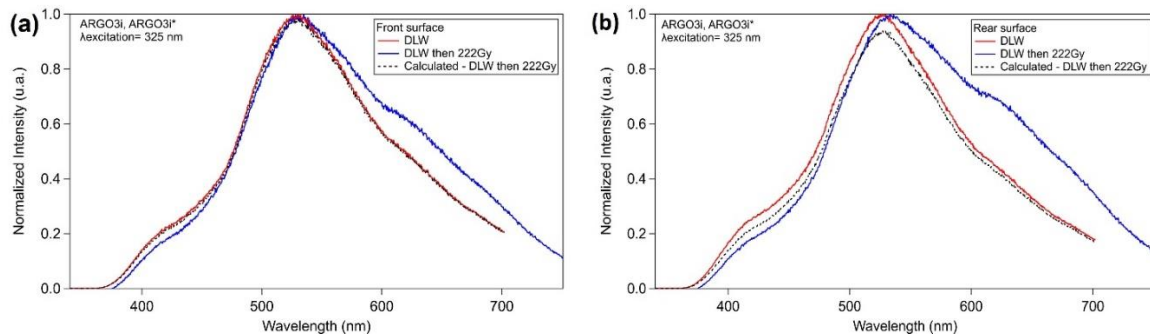 (a)
ARGO3i, ARGO3i*
λexcitation= 325 nm
Front surface
DLW
DLW then 222Gy
Calculated - DLW then 222Gy
Normalized Intensity (u.a.)
1.0
0.8
0.6
0.4
0.2
0.0
400
500
600
700
Wavelength (nm)
(b)
ARGO3i, ARGO3i*
λexcitation= 325 nm
Rear surface
DLW
DLW then 222Gy
Calculated - DLW then 222Gy
Normalized Intensity (u.a.)
1.0
0.8
0.6
0.4
0.2
0.0
400
500
600
700
Wavelength (nm)